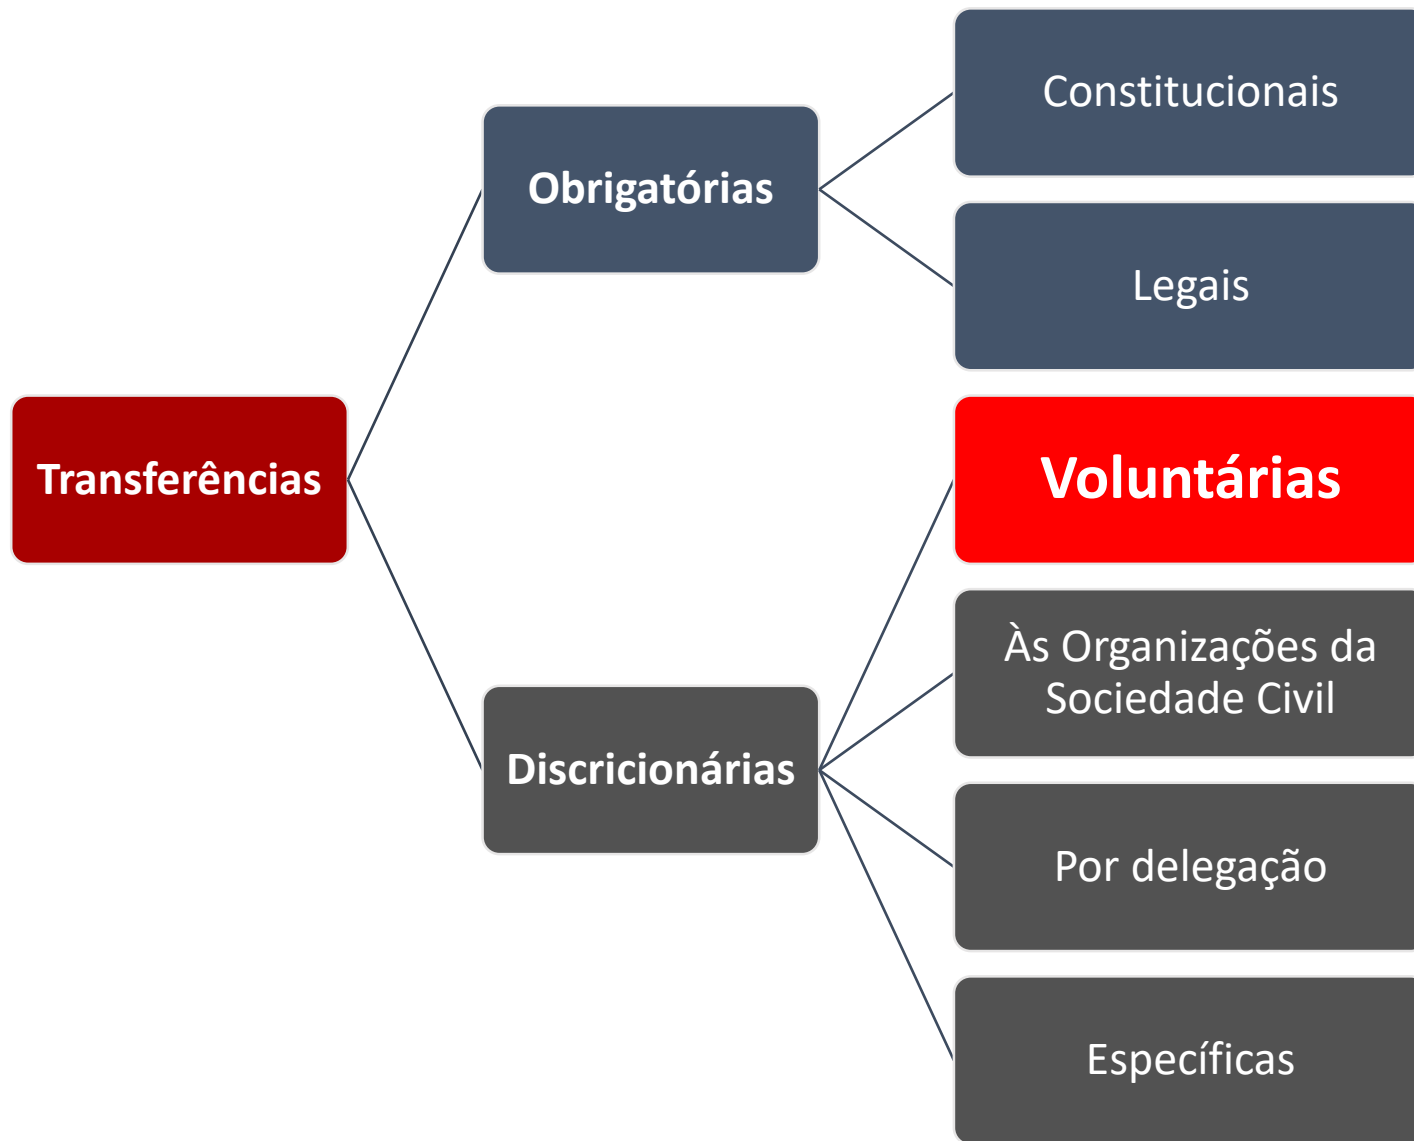 Transferências
Obrigatórias
Constitucionais
Legais
Discricionárias
Voluntárias
Às Organizações da
Sociedade Civil
Por delegação
Específicas